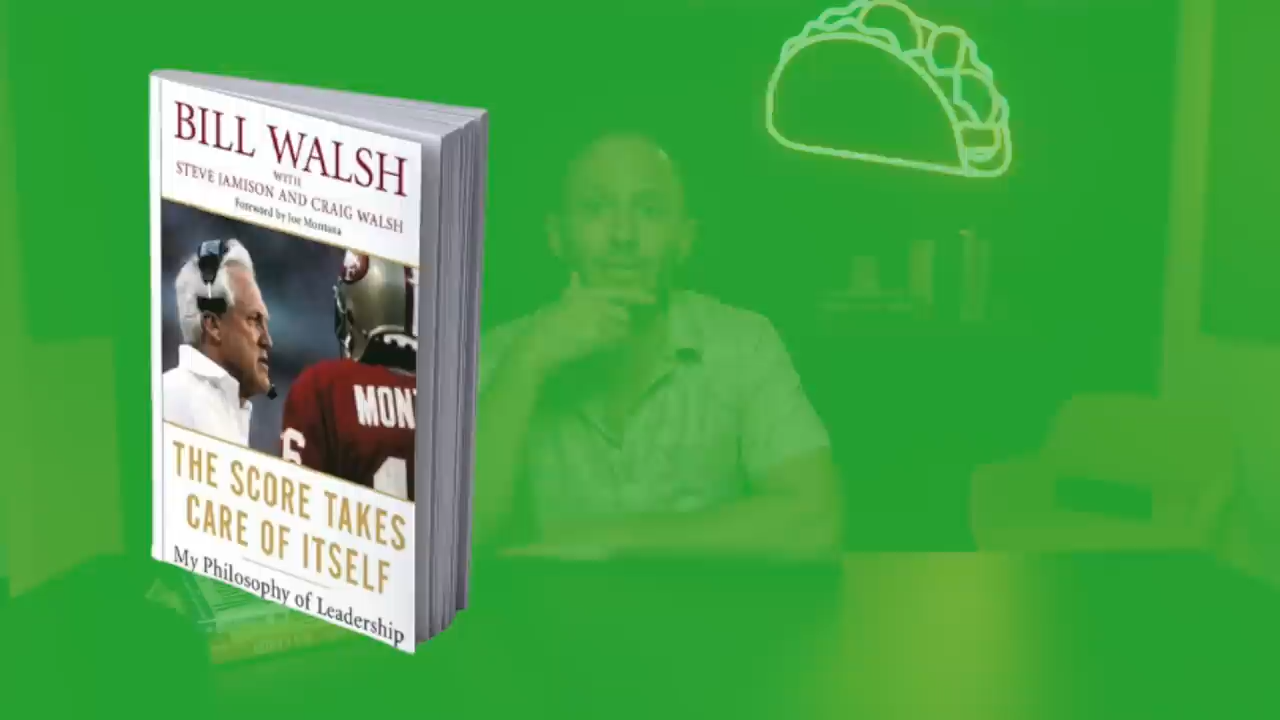 BILL WALSH
WITH
STEVE JAMISON AND CRAIG WALSH
Foreword by Joe Montana
MON
6
THE SCORE TAKES
CARE OF ITSELF
My Philosophy of Leadership